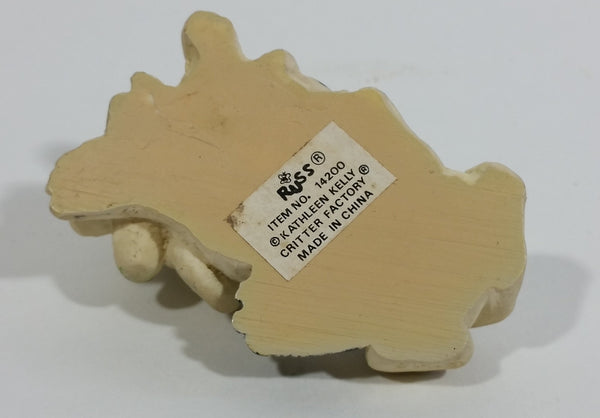 RUSS®
ITEM NO. 14200
© KATHLEEN KELLY
CRITTER FACTORY ®
MADE IN CHINA